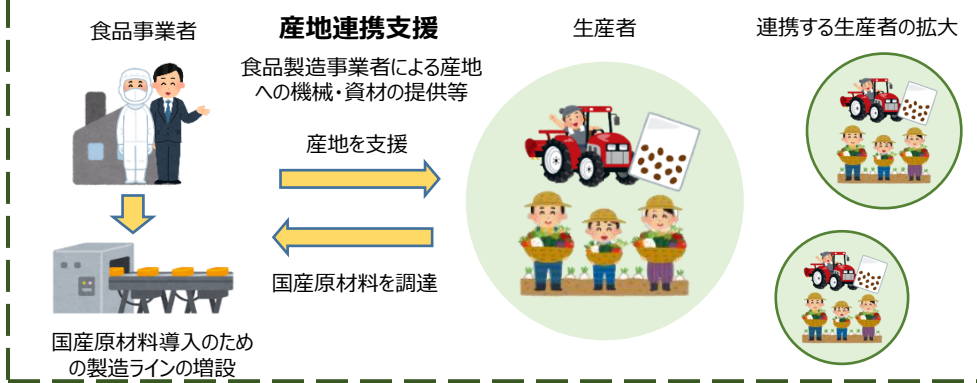 食品事業者
産地連携支援
食品製造事業者による産地
への機械・資材の提供等
産地を支援
国産原材料を調達
国産原材料導入のため
の製造ラインの増設
生産者
連携する生産者の拡大